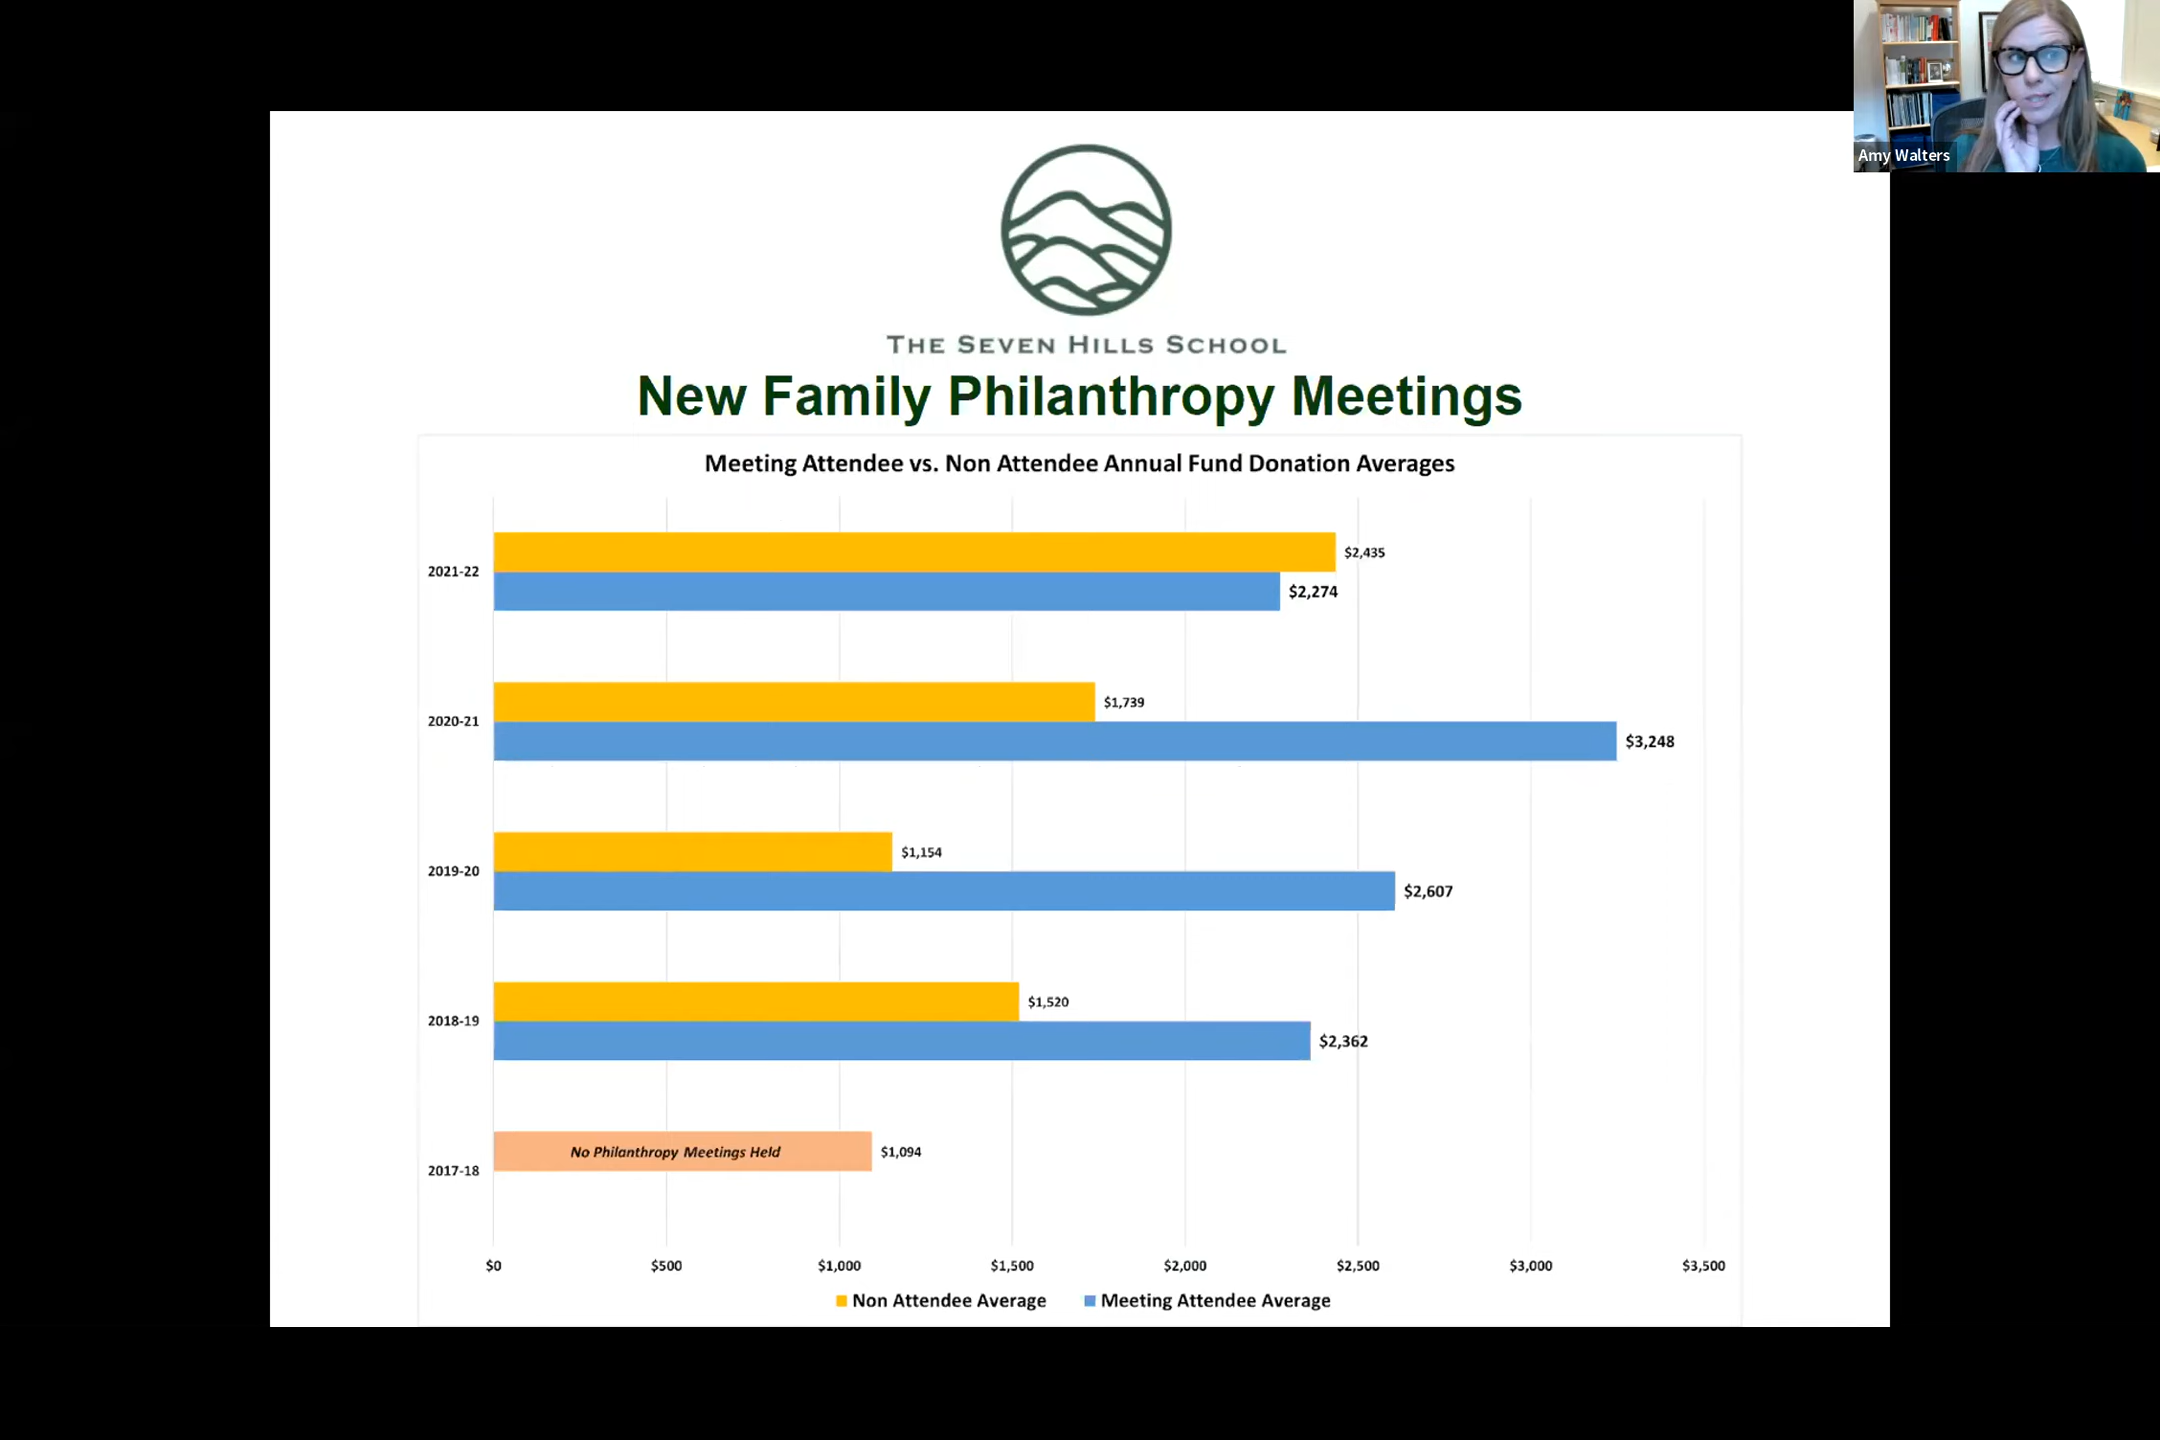 Amy Walters
THE SEVEN HILLS SCHOOL
New Family Philanthropy Meetings
Meeting Attendee vs. Non Attendee Annual Fund Donation Averages
2021-22
$2,435
$2,274
2020-21
$1,739
$3,248
2019-20
$1,154
$2,607
2018-19
$1,520
$2,362
2017-18
No Philanthropy Meetings Held
$1,094
$0 $500 $1,000 $1,500 $2,000 $2,500 $3,000 $3,500
Non Attendee Average Meeting Attendee Average